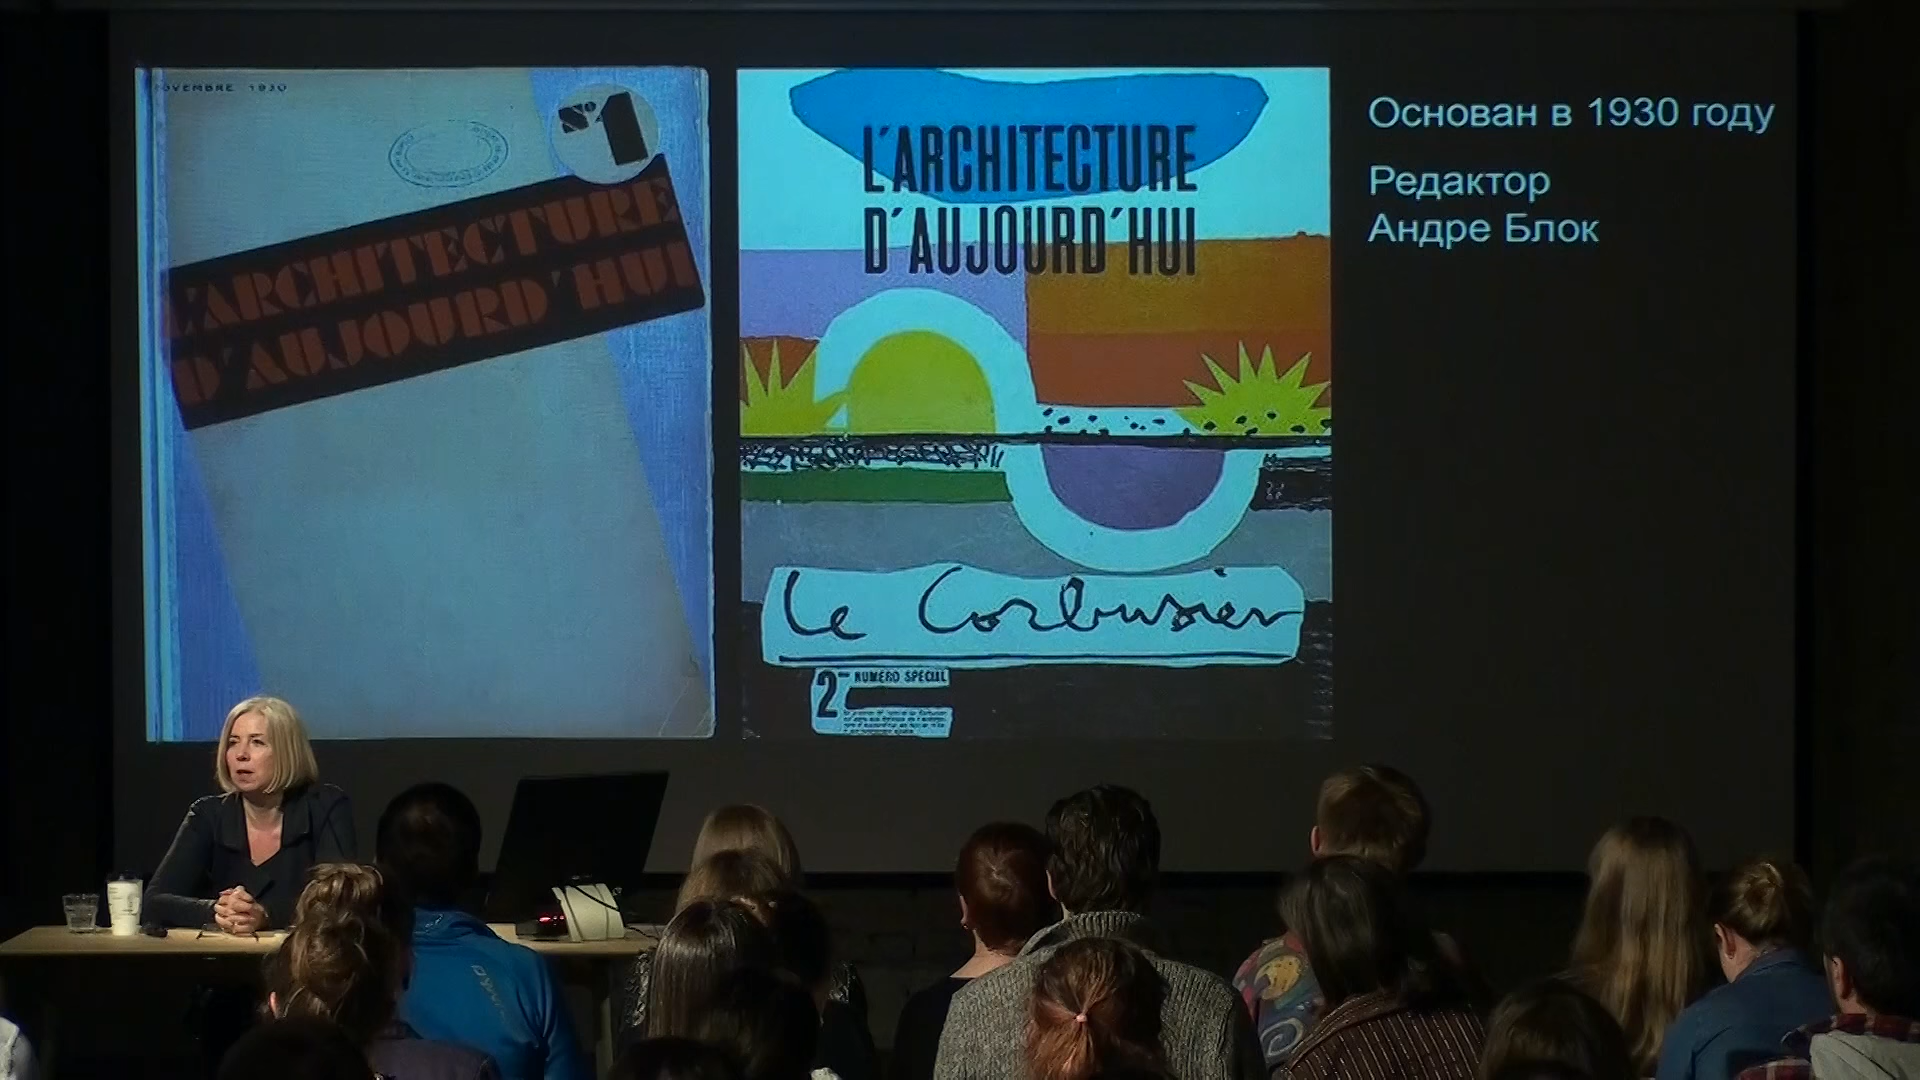 NOVEMBRE 1930
N° 1
L'ARCHITECTURE
D'AUJOURD'HUI
L'ARCHITECTURE
D'AUJOURD'HUI
Le Corbusier
2me NUMÉRO SPÉCIAL
Основан в 1930 году
Редактор
Андре Блок